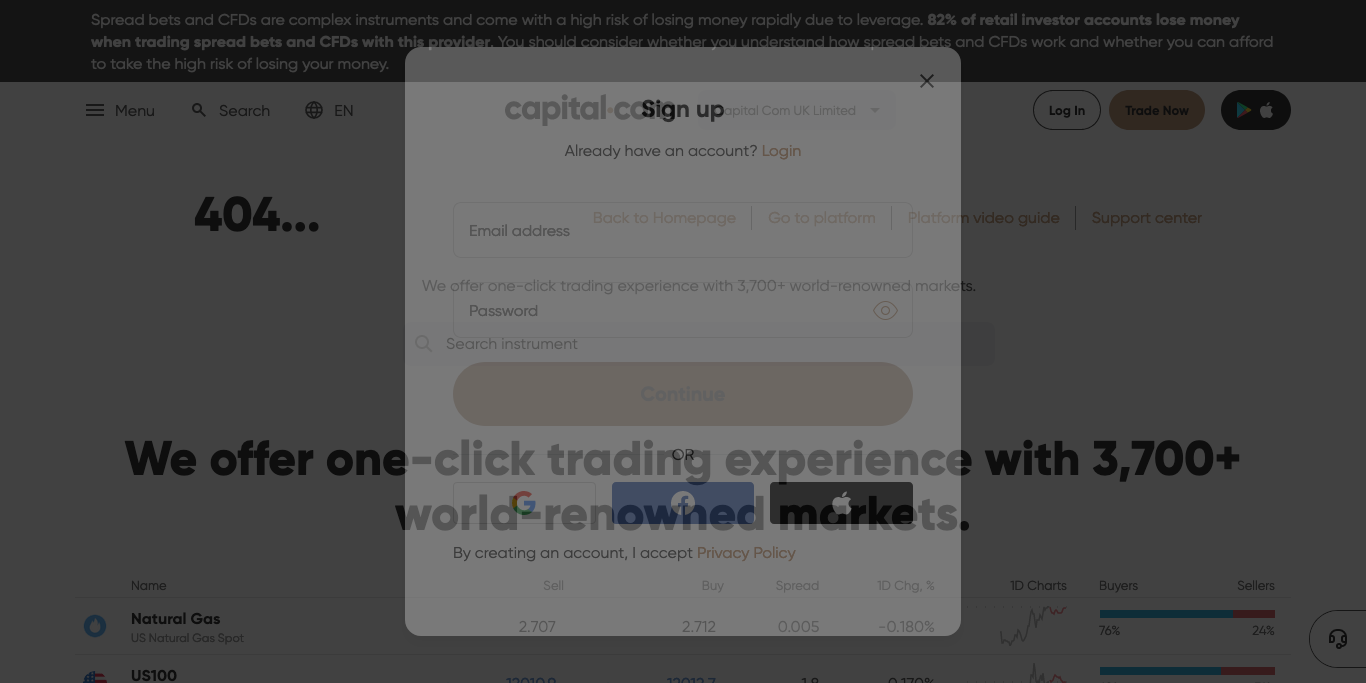 Spread bets and CFDs are complex instruments and come with a high risk of losing money rapidly due to leverage. 82% of retail investor accounts lose money
when trading spread bets and CFDs with this provider. You should consider whether you understand how spread bets and CFDs work and whether you can afford
to take the high risk of losing your money.
Menu
Search
EN
capital.com
Capital Com UK Limited
Log In
Trade Now
Sign up
Already have an account? Login
404...
Back to Homepage
Go to platform
Platform video guide
Support center
Email address
We offer one-click trading experience with 3,700+ world-renowned markets.
Password
Search instrument
Continue
We offer one-click trading experience with 3,700+
world-renowned markets.
OR
By creating an account, I accept Privacy Policy
Name Sell Buy Spread 1D Chg, % 1D Charts Buyers Sellers
Natural Gas
US Natural Gas Spot
2.707 2.712 0.005 -0.180% 76% 24%
US100
12010.9 12012.7 1.8 0.170%